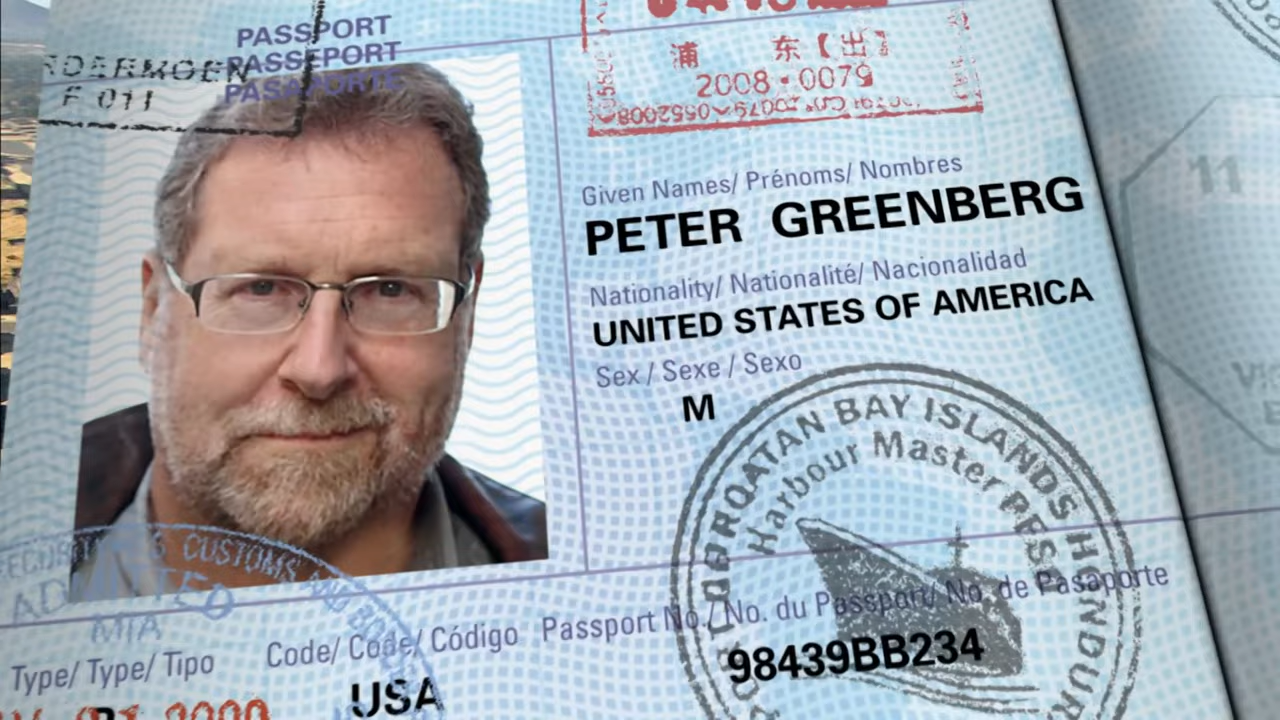 PASSPORT
PASSEPORT
PASAPORTE
F 011
浦 东【出】
2008·0079
Given Names/ Prénoms/ Nombres
PETER GREENBERG
Nationality/ Nationalité/ Nacionalidad
UNITED STATES OF AMERICA
Sex / Sexe / Sexo
M
ROATAN BAY ISLANDS HONDURAS
Harbour Master
11
CUSTOMS AND
ADMITTED
MIA
Type/ Type/ Tipo
Code/ Code/ Código
Passport No./ No. du Passport/ No. de Pasaporte
USA
98439BB234